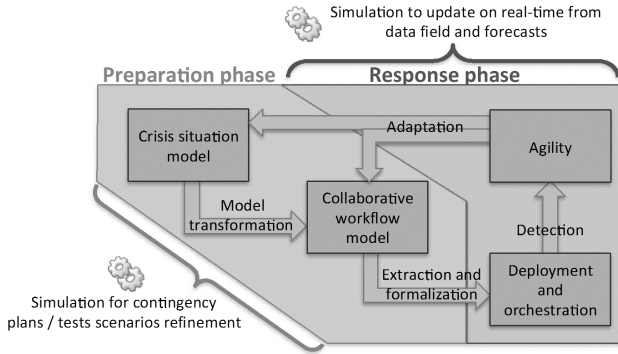 Simulation to update on real-time from
data field and forecasts
Preparation phase
Response phase
Crisis situation
model
Adaptation
Agility
Model
transformation
Collaborative
workflow
model
Detection
Extraction and
formalization
Deployment
and
orchestration
Simulation for contingency
plans / tests scenarios refinement